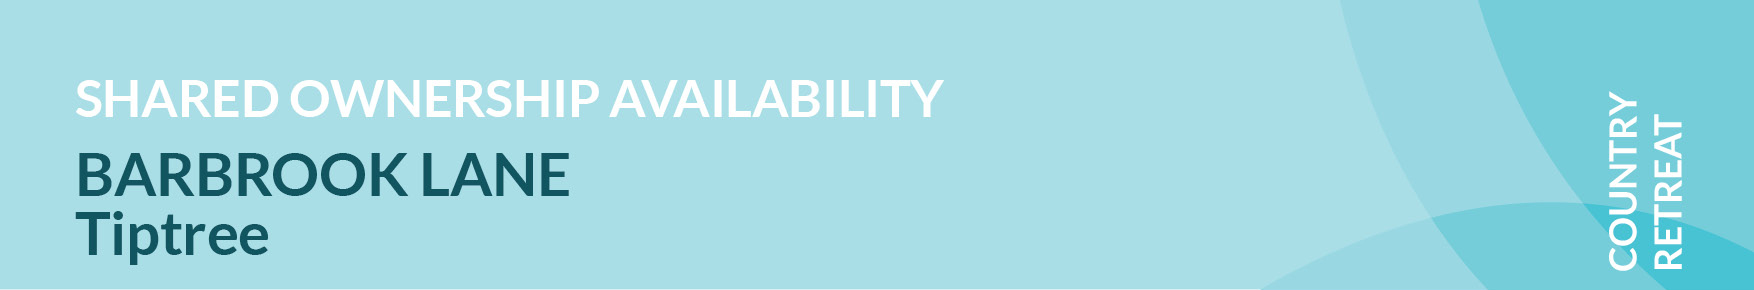 SHARED OWNERSHIP AVAILABILITY
BARBROOK LANE
Tiptree
COUNTRY
RETREAT